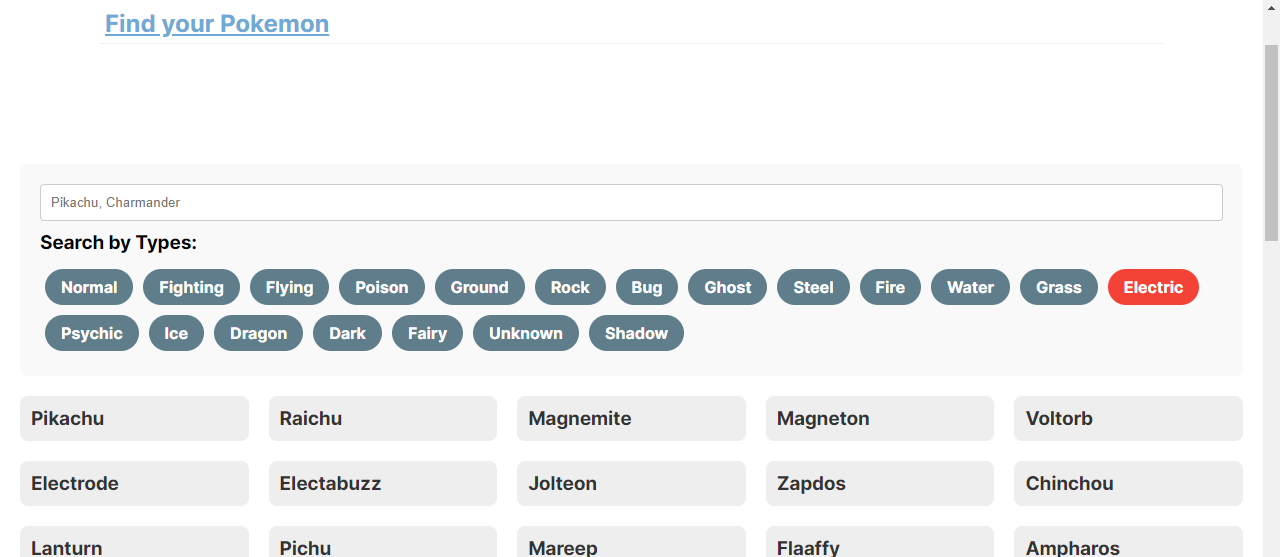 Find your Pokemon
Pikachu, Charmander
Search by Types:
Normal Fighting Flying Poison Ground Rock Bug Ghost Steel Fire Water Grass Electric
Psychic Ice Dragon Dark Fairy Unknown Shadow
Pikachu Raichu Magnemite Magneton Voltorb
Electrode Electabuzz Jolteon Zapdos Chinchou
Lanturn Pichu Mareep Flaaffy Ampharos